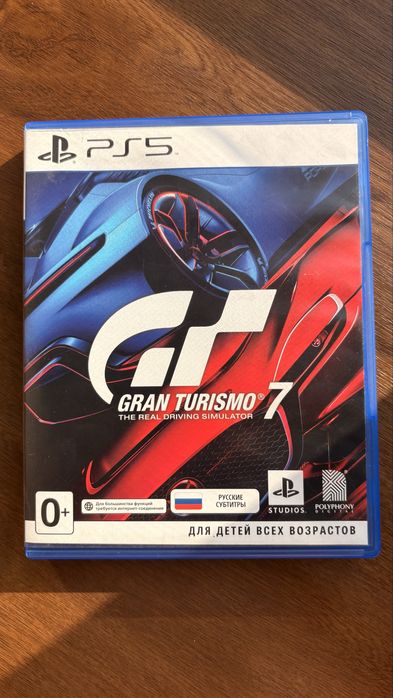 PS5
GT
GRAN TURISMO® 7
THE REAL DRIVING SIMULATOR
0+
Для большинства функций
требуется интернет-соединение
РУССКИЕ
СУБТИТРЫ
STUDIOS
POLYPHONY
DIGITAL
ДЛЯ ДЕТЕЙ ВСЕХ ВОЗРАСТОВ